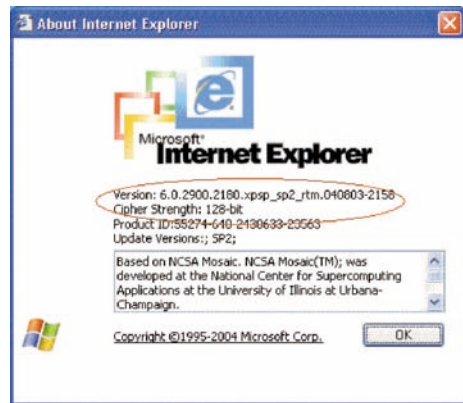 About Internet Explorer
Microsoft®
Internet Explorer
Version: 6.0.2900.2180.xpsp_sp2_rtm.040803-2158
Cipher Strength: 128-bit
Product ID:55274-640-2430633-23563
Update Versions:; SP2;
Based on NCSA Mosaic. NCSA Mosaic(TM); was
developed at the National Center for Supercomputing
Applications at the University of Illinois at Urbana-
Champaign.
Copyright ©1995-2004 Microsoft Corp.
OK